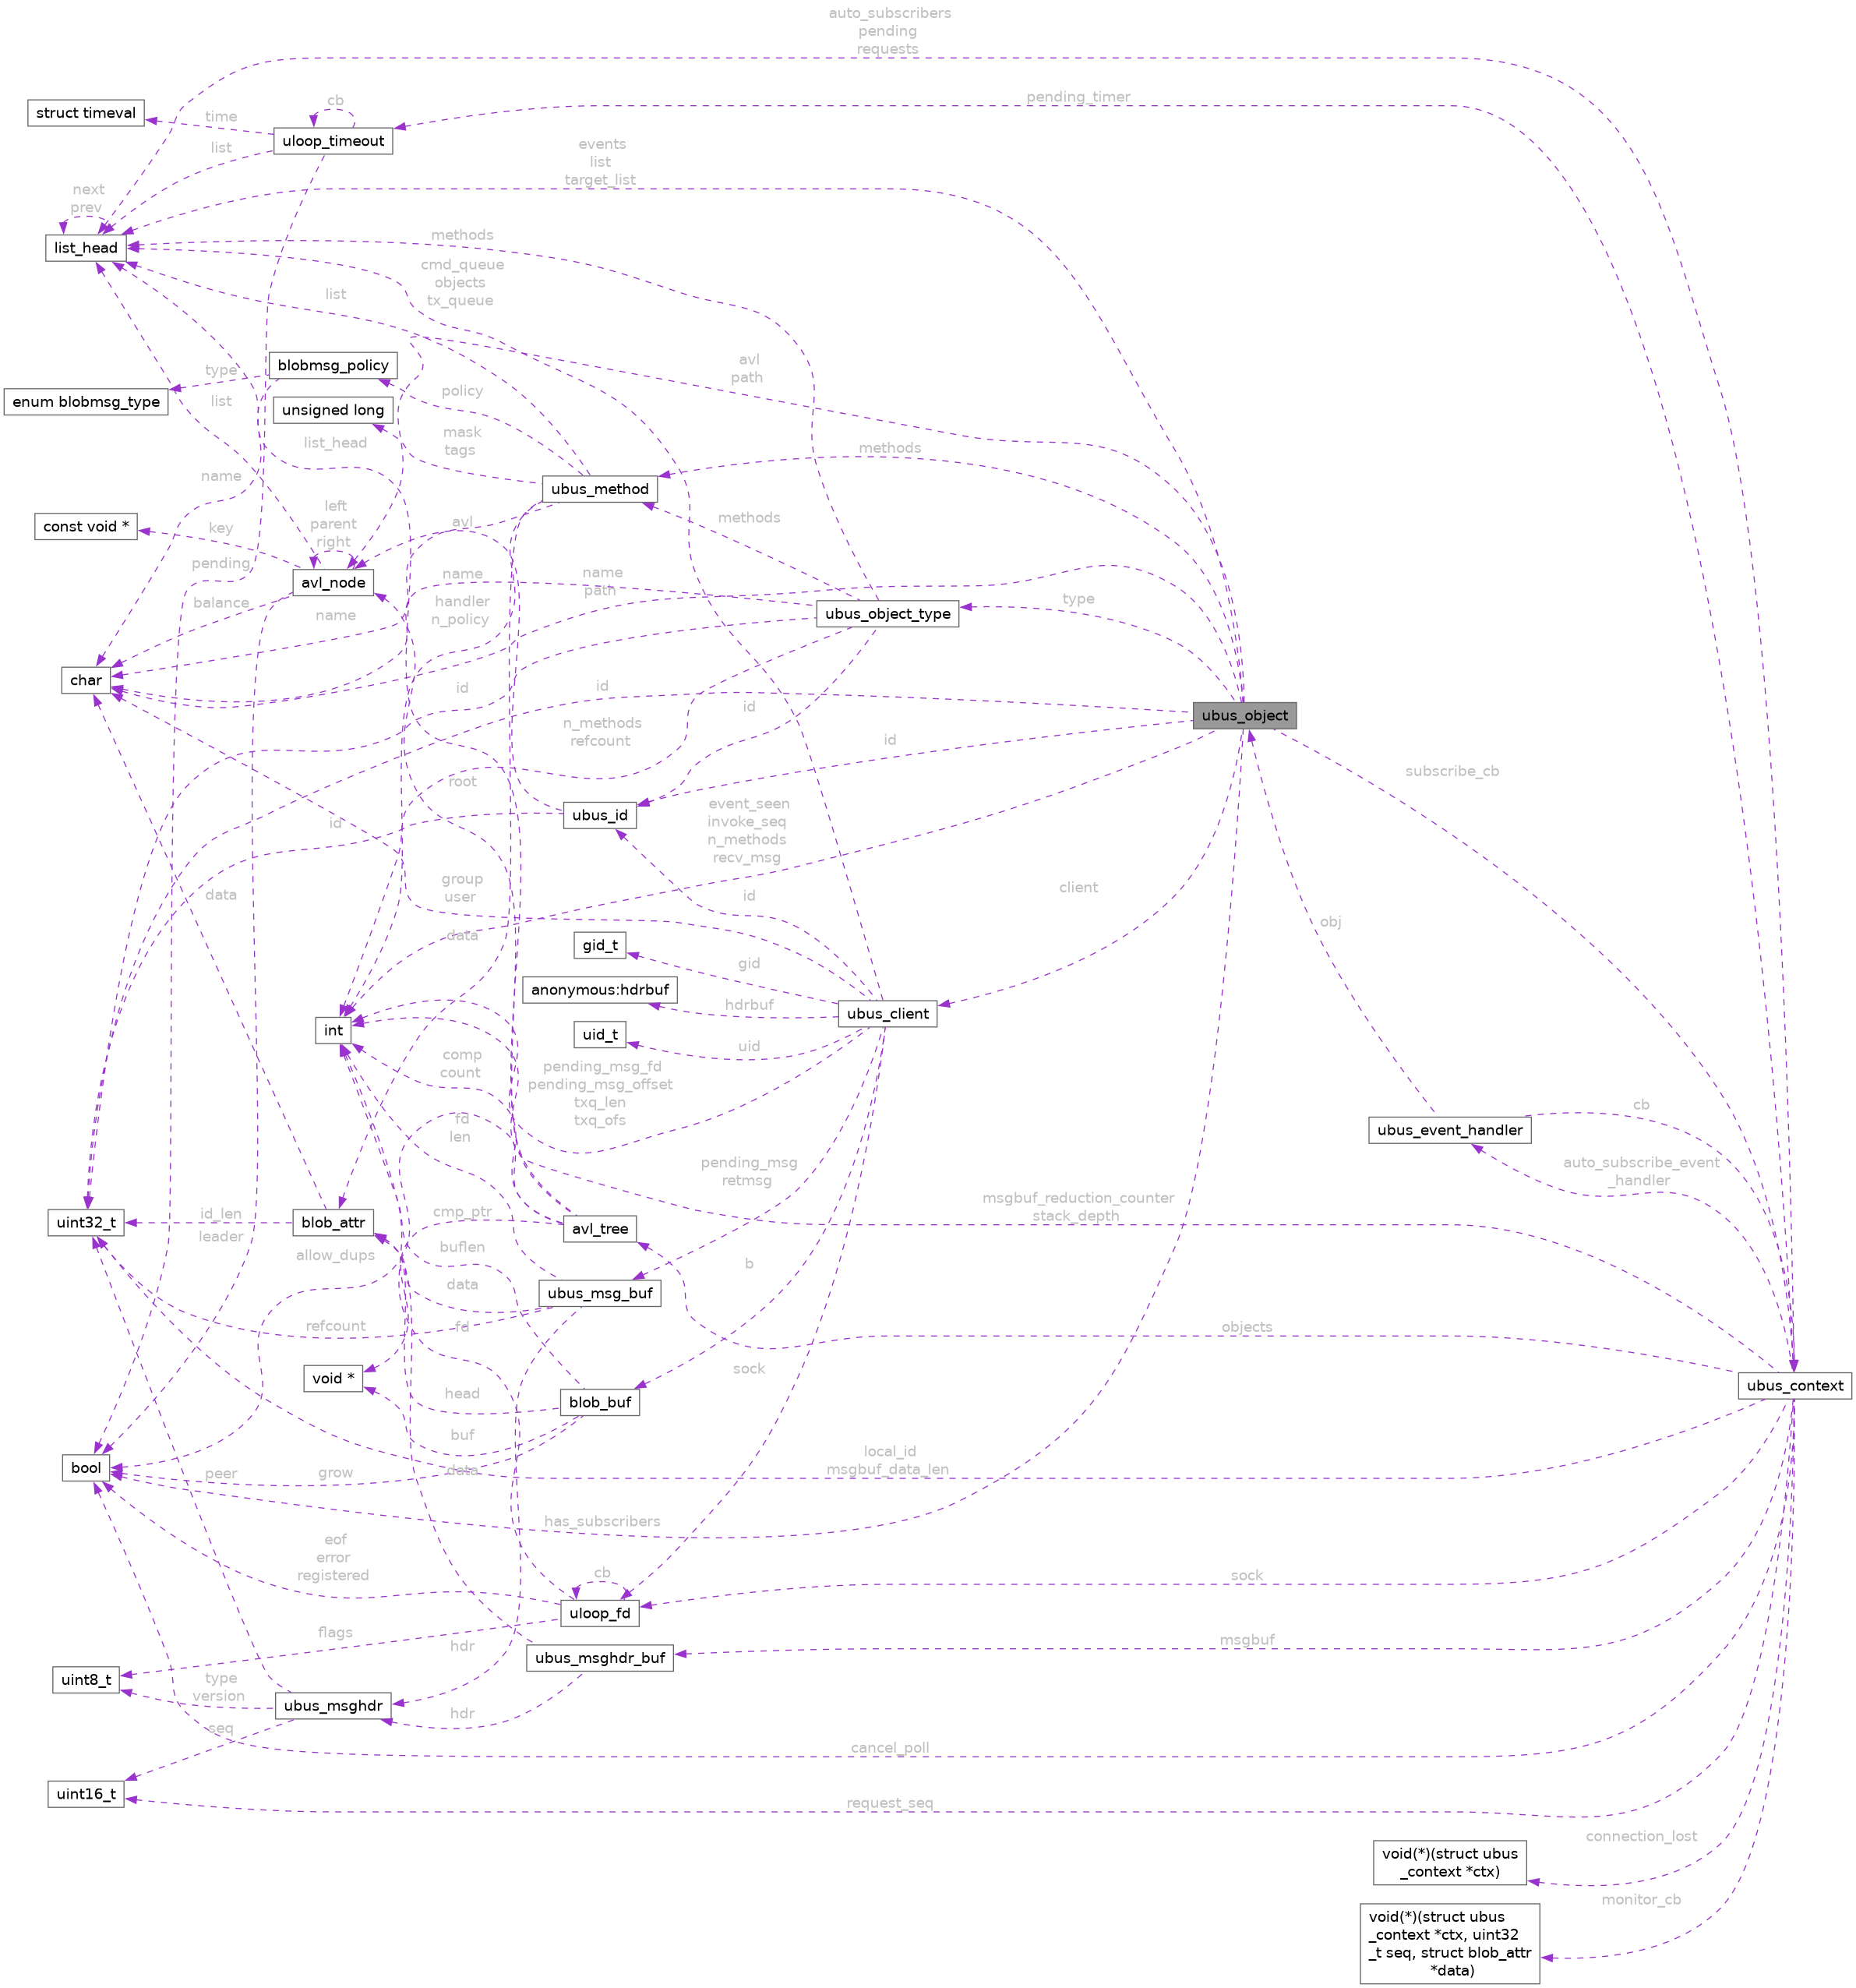 auto_subscribers
pending
requests
struct timeval
time
cb
uloop_timeout
pending_timer
list
events
list
target_list
next
prev
list_head
methods
cmd_queue
objects
tx_queue
list
blobmsg_policy
type
enum blobmsg_type
list
unsigned long
policy
avl
path
mask
tags
list_head
methods
name
ubus_method
const void *
key
left
parent
right
avl
methods
pending
avl_node
name
name
path
type
ubus_object_type
balance
name
handler
n_policy
char
id
id
n_methods
refcount
id
ubus_object
id
root
subscribe_cb
ubus_id
event_seen
invoke_seq
n_methods
recv_msg
id
data
group
user
id
client
obj
data
gid_t
gid
anonymous:hdrbuf
hdrbuf
ubus_client
int
uid_t
uid
comp
count
pending_msg_fd
pending_msg_offset
txq_len
txq_ofs
fd
len
cb
ubus_event_handler
pending_msg
retmsg
auto_subscribe_event
_handler
msgbuf_reduction_counter
stack_depth
uint32_t
id_len
leader
blob_attr
cmp_ptr
avl_tree
allow_dups
buflen
b
data
ubus_msg_buf
refcount
fd
objects
void *
head
blob_buf
sock
ubus_context
buf
bool
peer
grow
data
local_id
msgbuf_data_len
has_subscribers
eof
error
registered
cb
sock
uloop_fd
flags
msgbuf
uint8_t
type
version
hdr
ubus_msghdr_buf
ubus_msghdr
hdr
seq
cancel_poll
uint16_t
request_seq
connection_lost
void(*)(struct ubus
_context *ctx)
monitor_cb
void(*)(struct ubus
_context *ctx, uint32
_t seq, struct blob_attr
*data)